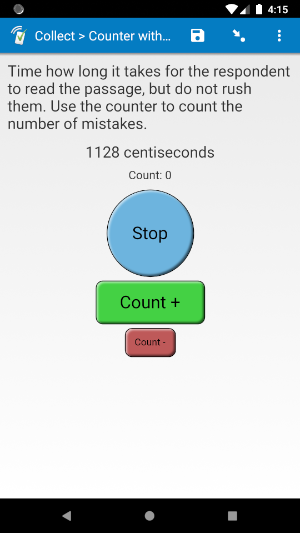 4:15
Collect > Counter with...
Time how long it takes for the respondent
to read the passage, but do not rush
them. Use the counter to count the
number of mistakes.
1128 centiseconds
Count: 0
Stop
Count +
Count -